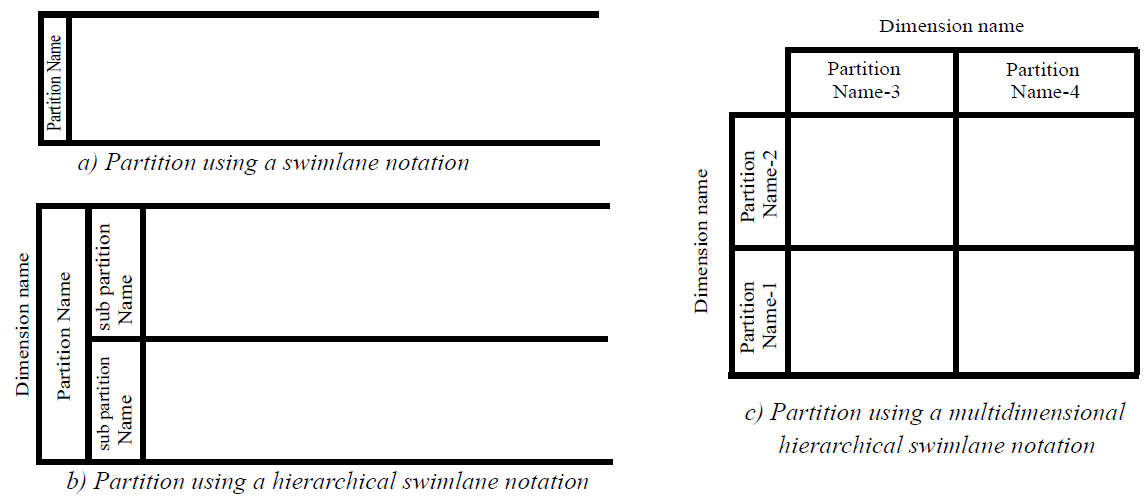 Partition Name
a) Partition using a swimlane notation
Dimension name
Partition Name
sub partition
Name
sub partition
Name
b) Partition using a hierarchical swimlane notation
Dimension name
Partition
Name-3
Partition
Name-4
Dimension name
Partition
Name-2
Partition
Name-1
c) Partition using a multidimensional
hierarchical swimlane notation